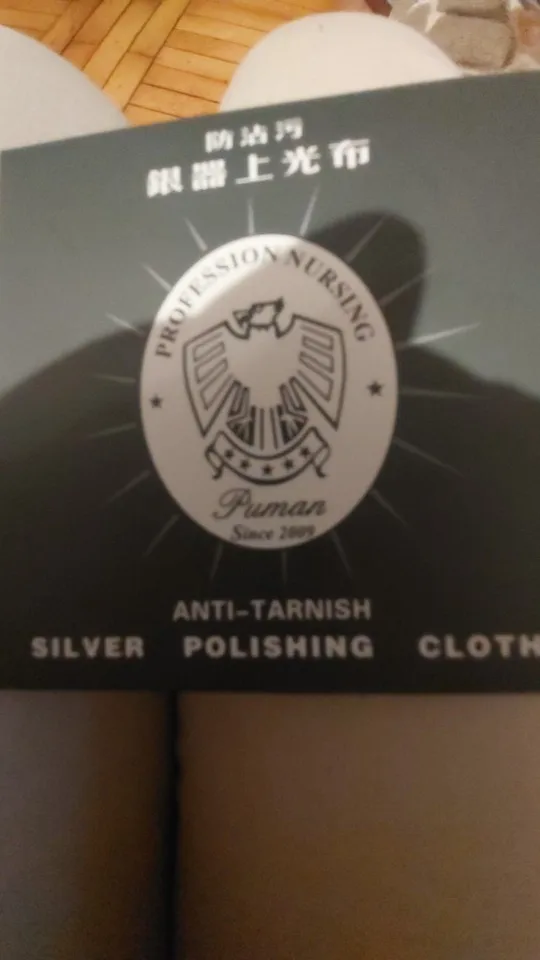 防沾污
銀器上光布
PROFESSION NURSING
Puman
Since 2009
ANTI-TARNISH
SILVER POLISHING CLOTH